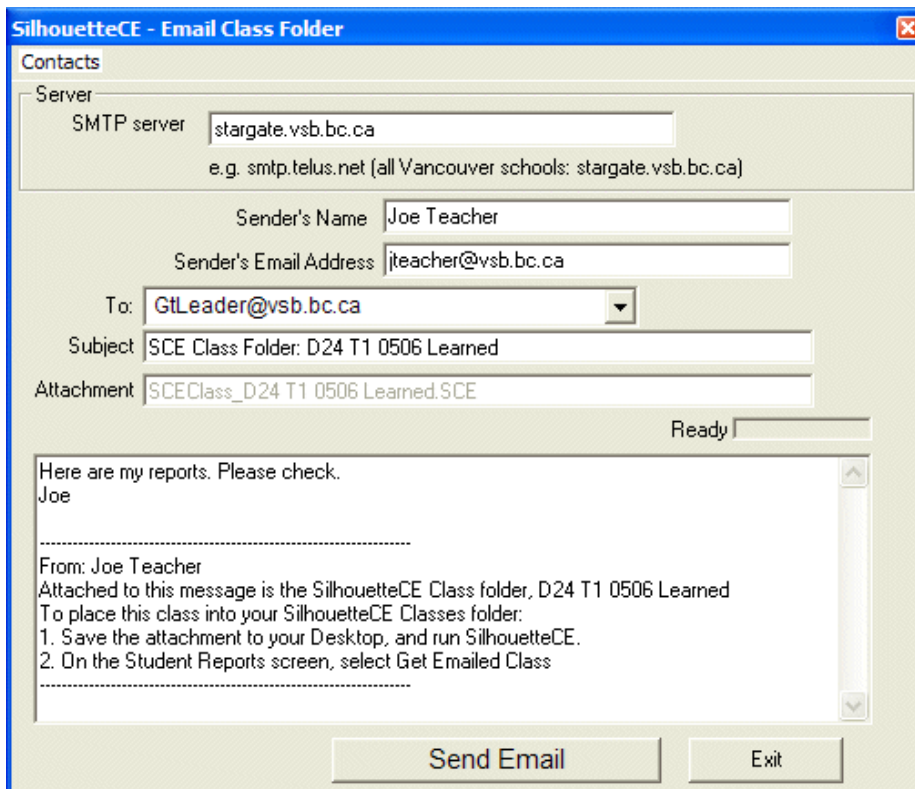 SilhouetteCE - Email Class Folder
Contacts
Server
SMTP server stargate.vsb.bc.ca
e.g. smtp.telus.net (all Vancouver schools: stargate.vsb.bc.ca)
Sender's Name Joe Teacher
Sender's Email Address jteacher@vsb.bc.ca
To: GtLeader@vsb.bc.ca
Subject SCE Class Folder: D24 T1 0506 Learned
Attachment SCEClass_D24 T1 0506 Learned.SCE
Ready
Here are my reports. Please check.
Joe
--------------------------------------------------------------------------
From: Joe Teacher
Attached to this message is the SilhouetteCE Class folder, D24 T1 0506 Learned
To place this class into your SilhouetteCE Classes folder:
1. Save the attachment to your Desktop, and run SilhouetteCE.
2. On the Student Reports screen, select Get Emailed Class
--------------------------------------------------------------------------
Send Email Exit